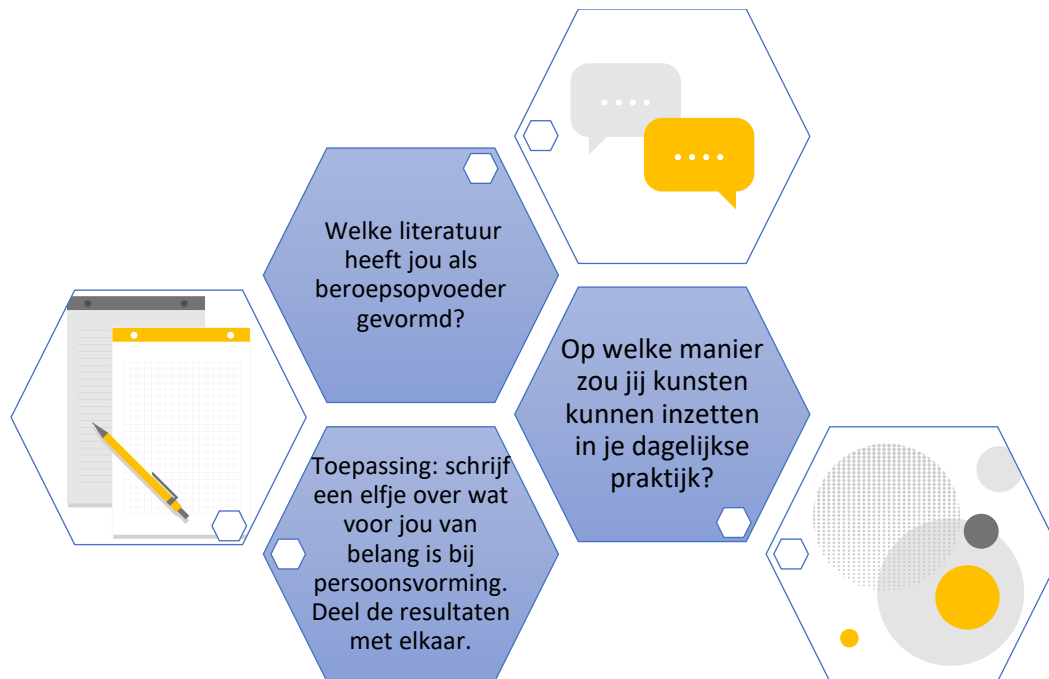 Welke literatuur
heeft jou als
beroepsopvoeder
gevormd?
Op welke manier
zou jij kunsten
kunnen inzetten
in je dagelijkse
praktijk?
Toepassing: schrijf
een elfje over wat
voor jou van
belang is bij
persoonsvorming.
Deel de resultaten
met elkaar.